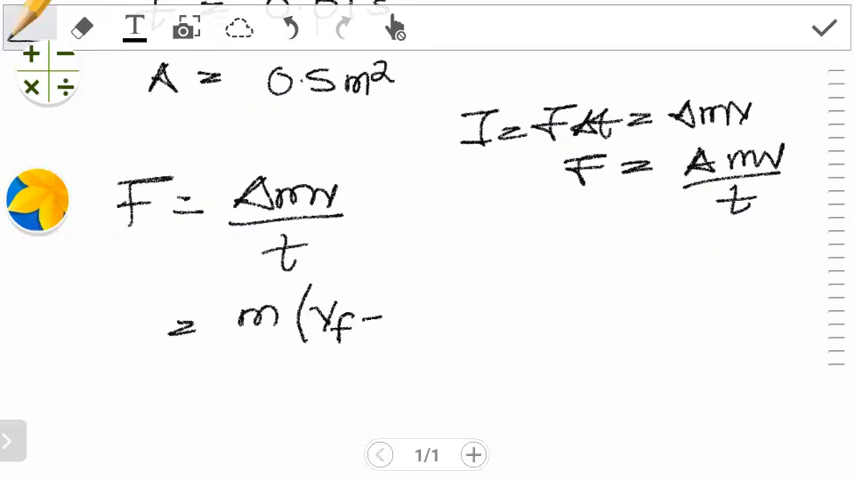 A = 0.5m²
I = FΔt = Δmv
F = Δmv/t
F = Δmv/t
= m(vf -
1/1